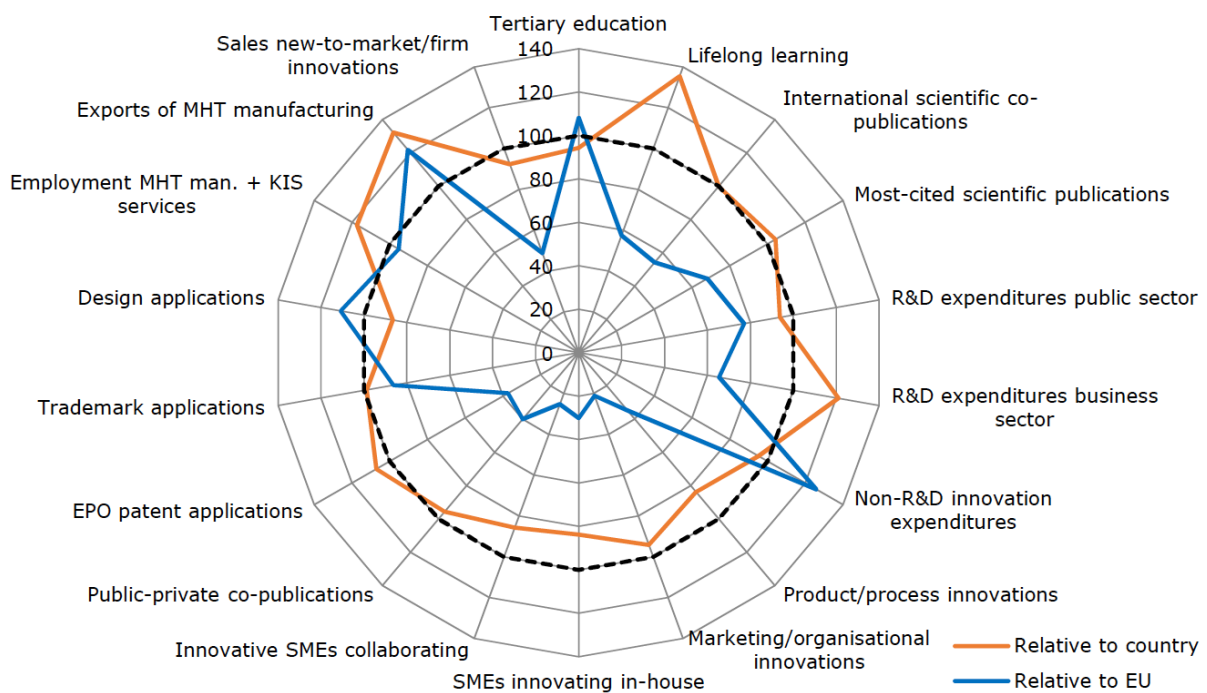 Tertiary education
140
Lifelong learning
Sales new-to-market/firm
innovations
120
International scientific co-
publications
Exports of MHT manufacturing
100
Most-cited scientific publications
Employment MHT man. + KIS
services
80
60
R&D expenditures public sector
Design applications
40
20
0
R&D expenditures business
sector
Trademark applications
Non-R&D innovation
expenditures
EPO patent applications
Product/process innovations
Public-private co-publications
Marketing/organisational
innovations
Innovative SMEs collaborating
SMEs innovating in-house
Relative to country
Relative to EU